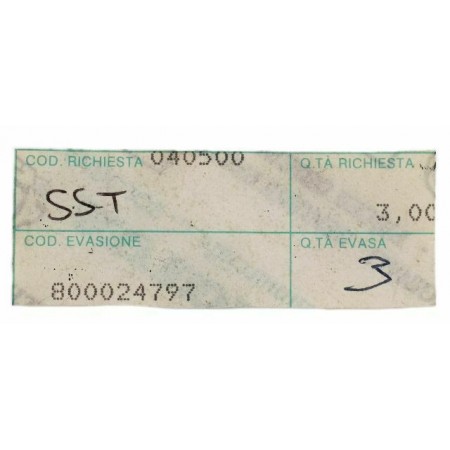 COD. RICHIESTA 040500
Q.TÀ RICHIESTA
SST
3,00
COD. EVASIONE
Q.TÀ EVASA
800024797
3